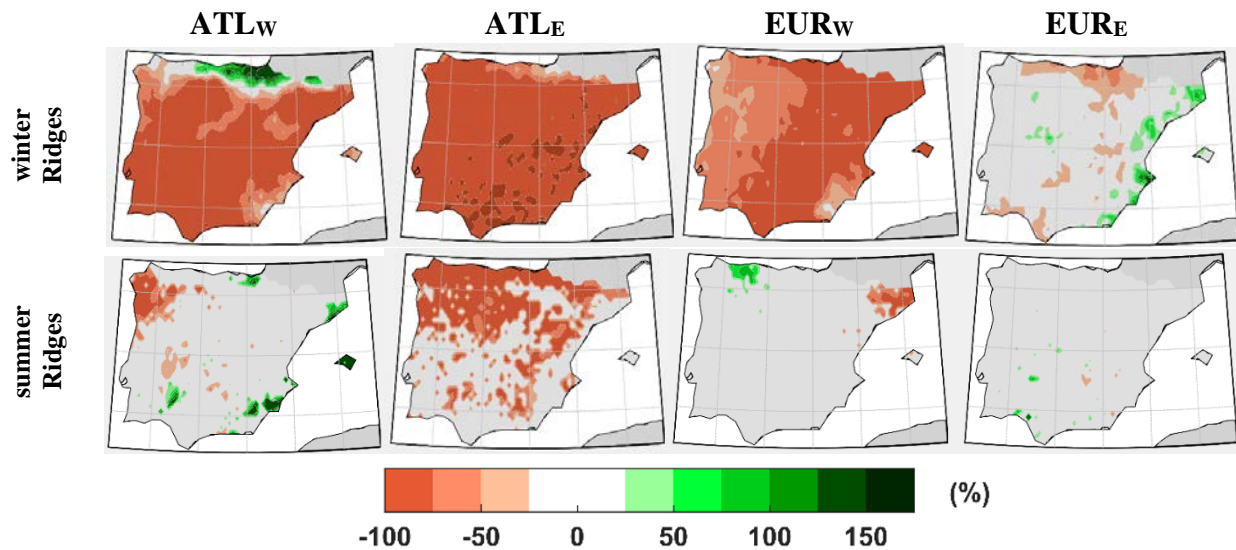 ATLW ATLE EURW EURE
winter
Ridges
summer
Ridges
(%)
-100 -50 0 50 100 150